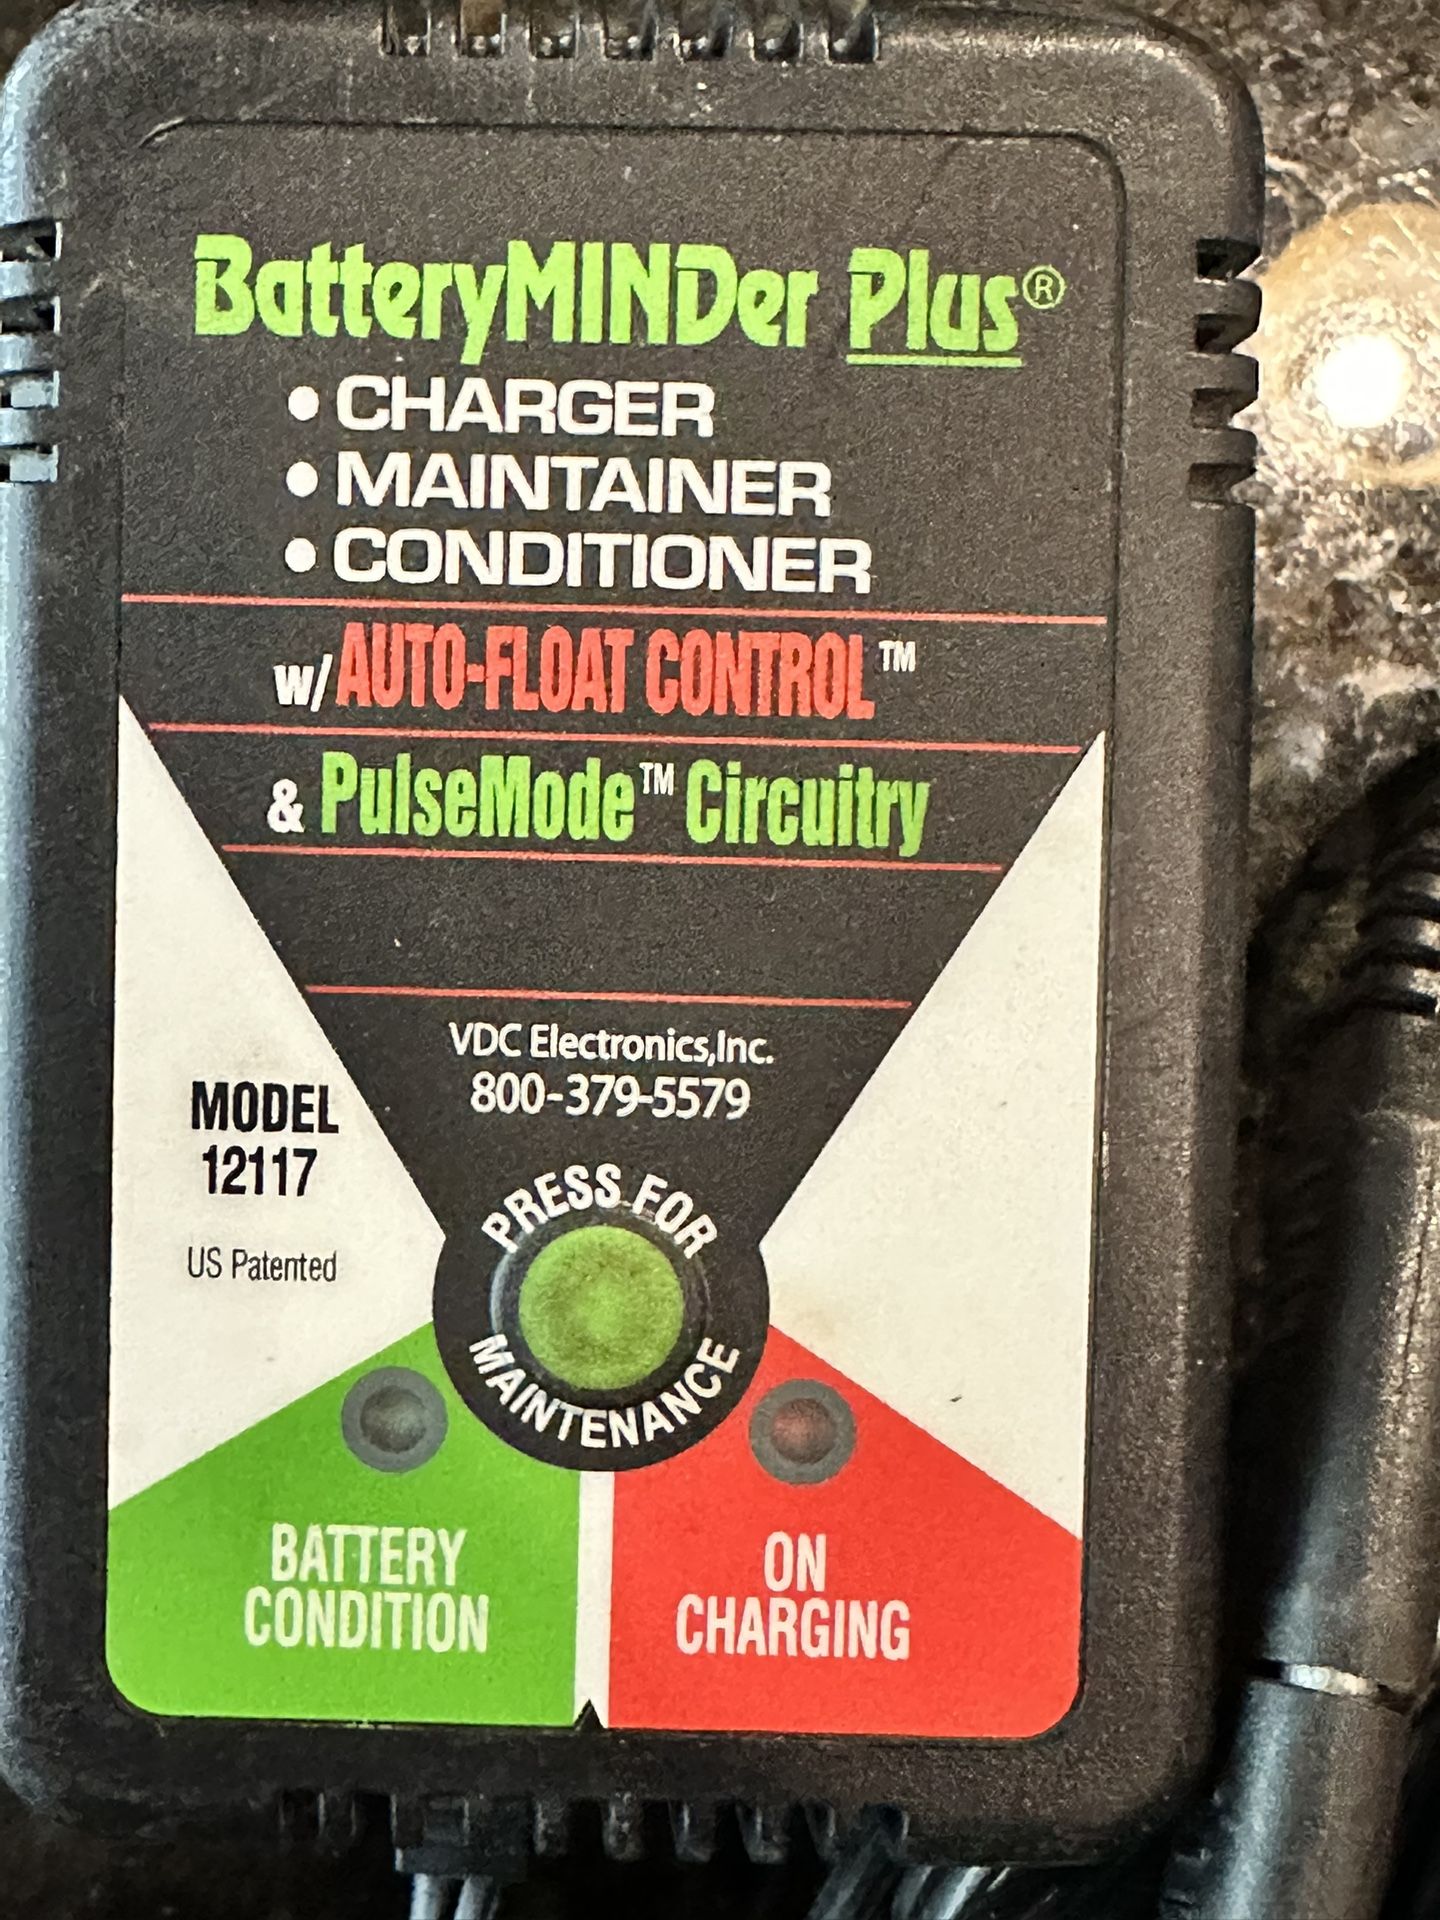 BatteryMINDer Plus®
• CHARGER
• MAINTAINER
• CONDITIONER
w/ AUTO-FLOAT CONTROL™
& PulseMode™ Circuitry
VDC Electronics,Inc.
800-379-5579
MODEL
12117
US Patented
PRESS FOR
MAINTENANCE
BATTERY
CONDITION
ON
CHARGING